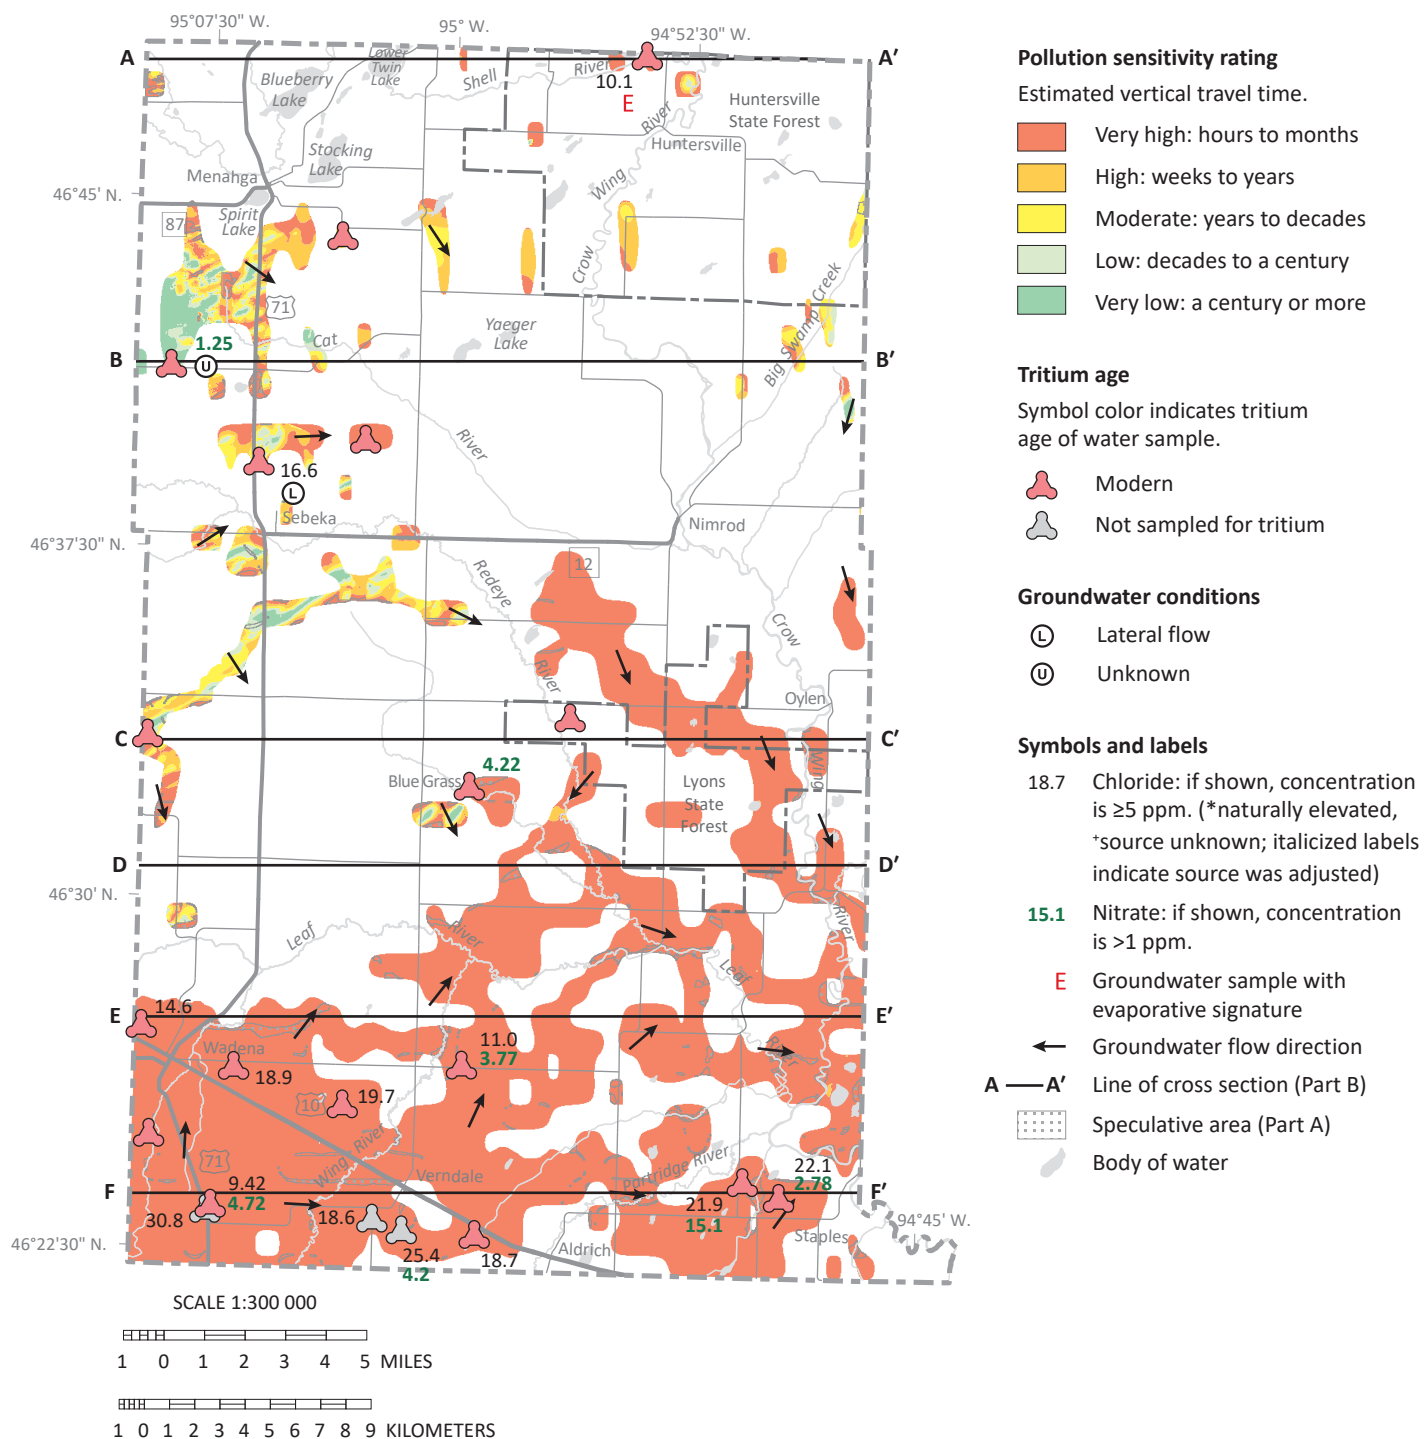 95°07'30" W.
95° W.
94°52'30" W.
A
A'
Lower
Twin
Lake
Blueberry
Lake
Shell
River
10.1
E
Huntersville
State Forest
River
Huntersville
Stocking
Lake
Menahga
46°45' N.
Wing
Spirit
Lake
87
Crow
71
Big Swamp Creek
Yaeger
Lake
Cat
1.25
B
U
B'
River
16.6
L
Sebeka
Nimrod
46°37'30" N.
12
Redeye
Crow
River
Oylen
C
C'
Wing
4.22
Blue Grass
Lyons
State
Forest
D
D'
46°30' N.
River
Leaf
River
Leaf
14.6
E
E'
Wadena
11.0
3.77
River
18.9
10
19.7
Wing River
71
Verndale
Partridge River
22.1
2.78
9.42
4.72
F
F'
30.8
18.6
21.9
15.1
94°45' W.
Staples
46°22'30" N.
25.4
4.2
18.7
Aldrich
SCALE 1:300 000
1 0 1 2 3 4 5 MILES
1 0 1 2 3 4 5 6 7 8 9 KILOMETERS
Pollution sensitivity rating
Estimated vertical travel time.
Very high: hours to months
High: weeks to years
Moderate: years to decades
Low: decades to a century
Very low: a century or more
Tritium age
Symbol color indicates tritium
age of water sample.
Modern
Not sampled for tritium
Groundwater conditions
L Lateral flow
U Unknown
Symbols and labels
18.7 Chloride: if shown, concentration
is ≥5 ppm. (*naturally elevated,
⁺source unknown; italicized labels
indicate source was adjusted)
15.1 Nitrate: if shown, concentration
is >1 ppm.
E Groundwater sample with
evaporative signature
Groundwater flow direction
A — A' Line of cross section (Part B)
Speculative area (Part A)
Body of water